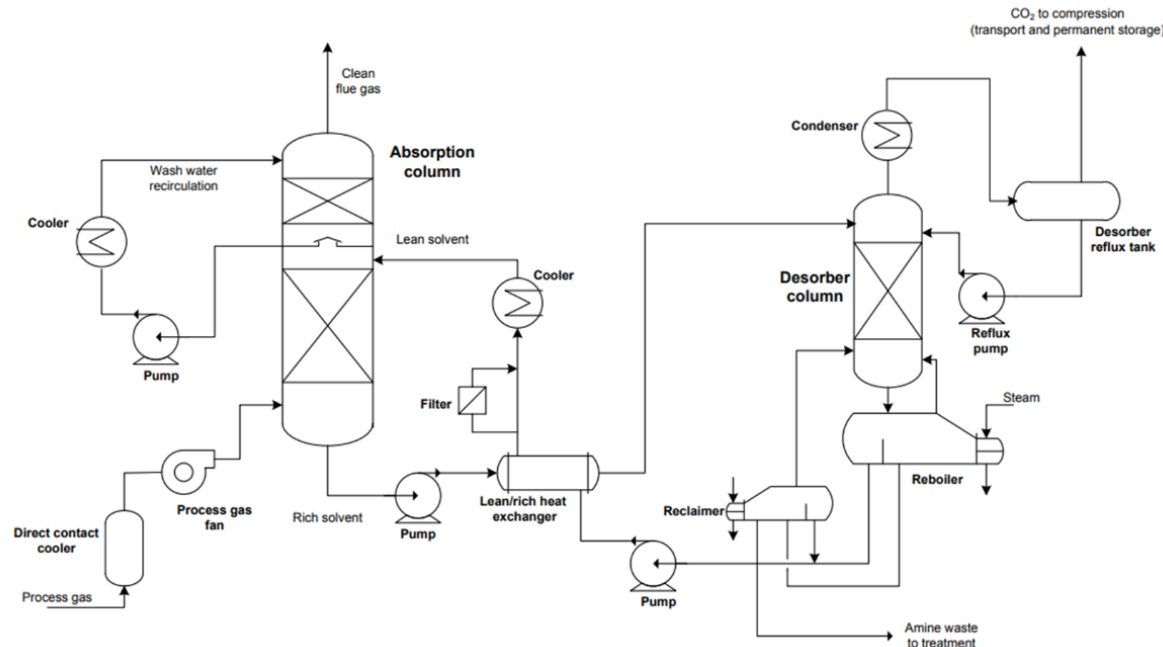 CO₂ to compression
(transport and permanent storage)
Clean
flue gas
Condenser
Absorption
column
Wash water
recirculation
Cooler
Lean solvent
Desorber
reflux tank
Cooler
Desorber
column
Reflux
pump
Pump
Steam
Filter
Reboiler
Process gas
fan
Rich solvent
Pump
Lean/rich heat
exchanger
Reclaimer
Direct contact
cooler
Process gas
Pump
Amine waste
to treatment